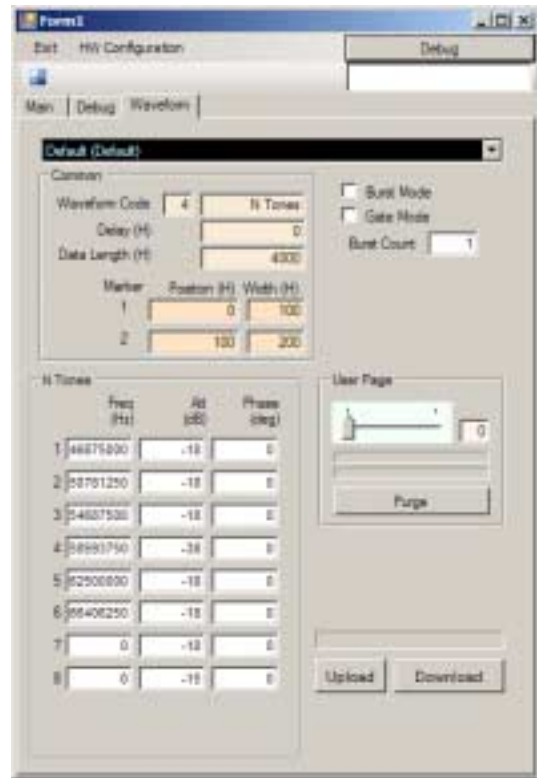 Form1
Exit HW Configuration Debug
Main Debug Waveform
Default (Default)
Common
Waveform Code 4 N Tones
Delay (H) 0
Data Length (H) 4000
Marker Position (H) Width (H)
1 0 100
2 100 200
Burst Mode
Gate Mode
Burst Count 1
N Tones
Freq (Hz) Att (dB) Phase (deg)
1 46875000 -18 0
2 50781250 -18 0
3 54687500 -18 0
4 58593750 0
5 62500000 -18 0
6 66406250 -18 0
7 0 -18 0
8 0 0
User Page
0
Purge
Upload Download